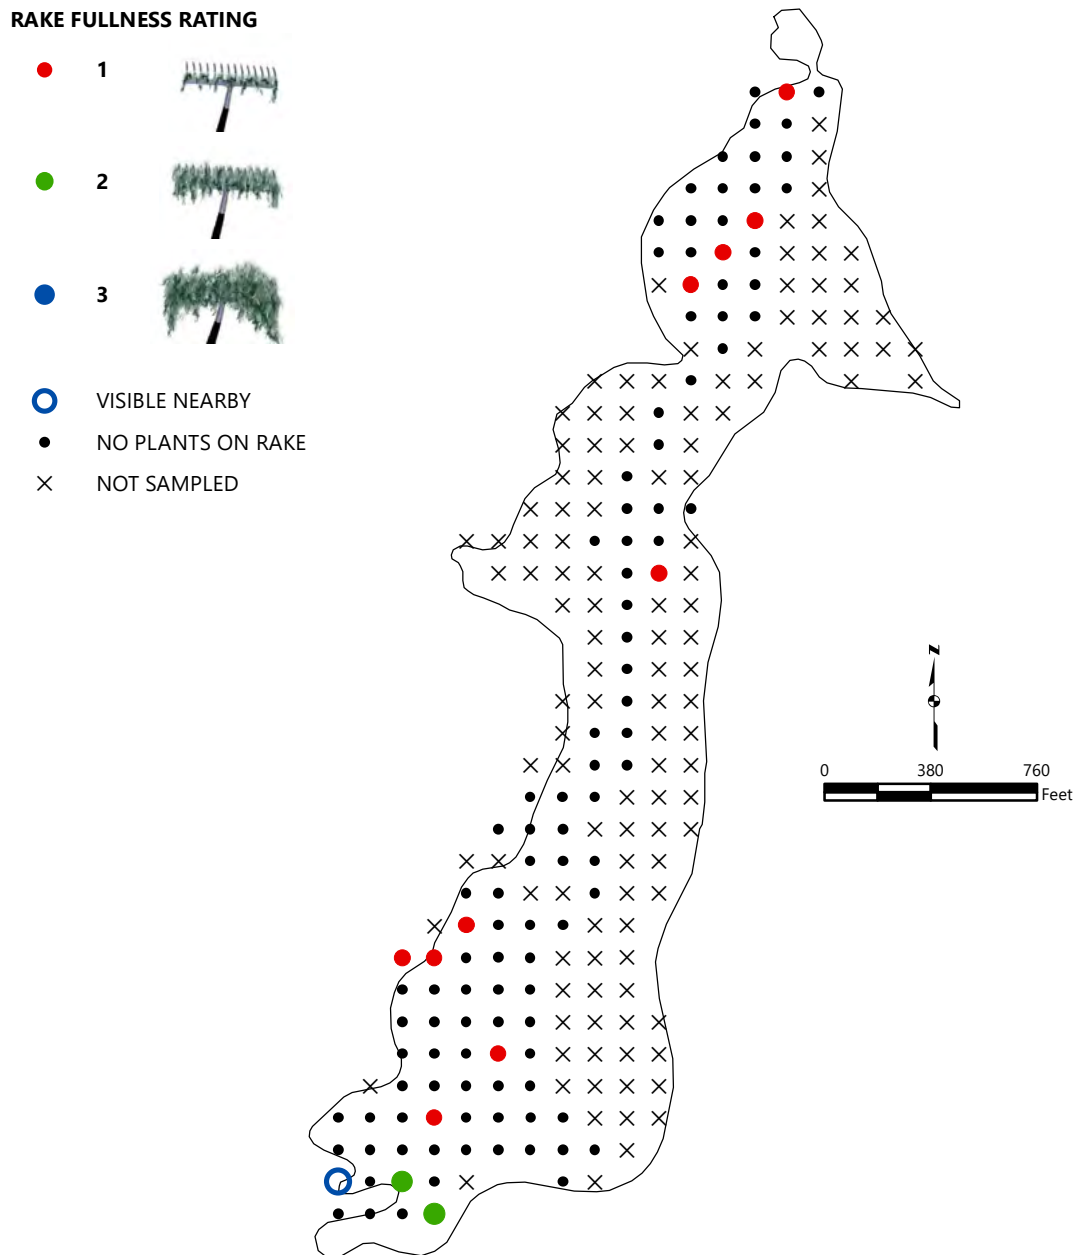 RAKE FULLNESS RATING
1
2
3
VISIBLE NEARBY
NO PLANTS ON RAKE
NOT SAMPLED
N
0 380 760
Feet